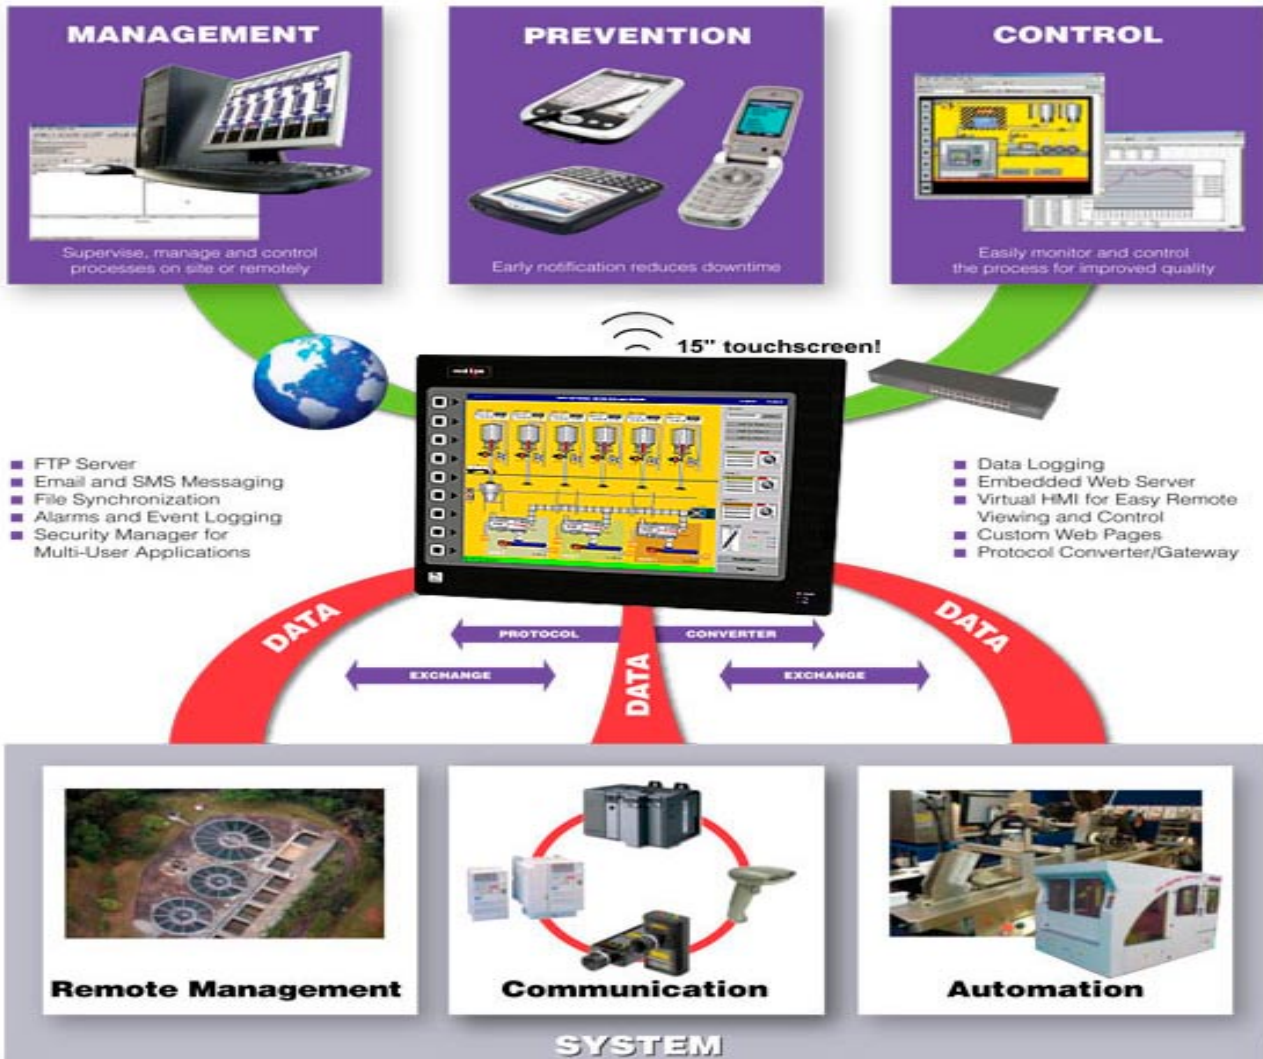 MANAGEMENT
Supervise, manage and control
processes on site or remotely
PREVENTION
Early notification reduces downtime
CONTROL
Easily monitor and control
the process for improved quality
15" touchscreen!
FTP Server
Email and SMS Messaging
File Synchronization
Alarms and Event Logging
Security Manager for
Multi-User Applications
Data Logging
Embedded Web Server
Virtual HMI for Easy Remote
Viewing and Control
Custom Web Pages
Protocol Converter/Gateway
DATA
DATA
DATA
PROTOCOL
CONVERTER
EXCHANGE
EXCHANGE
Remote Management
Communication
Automation
SYSTEM